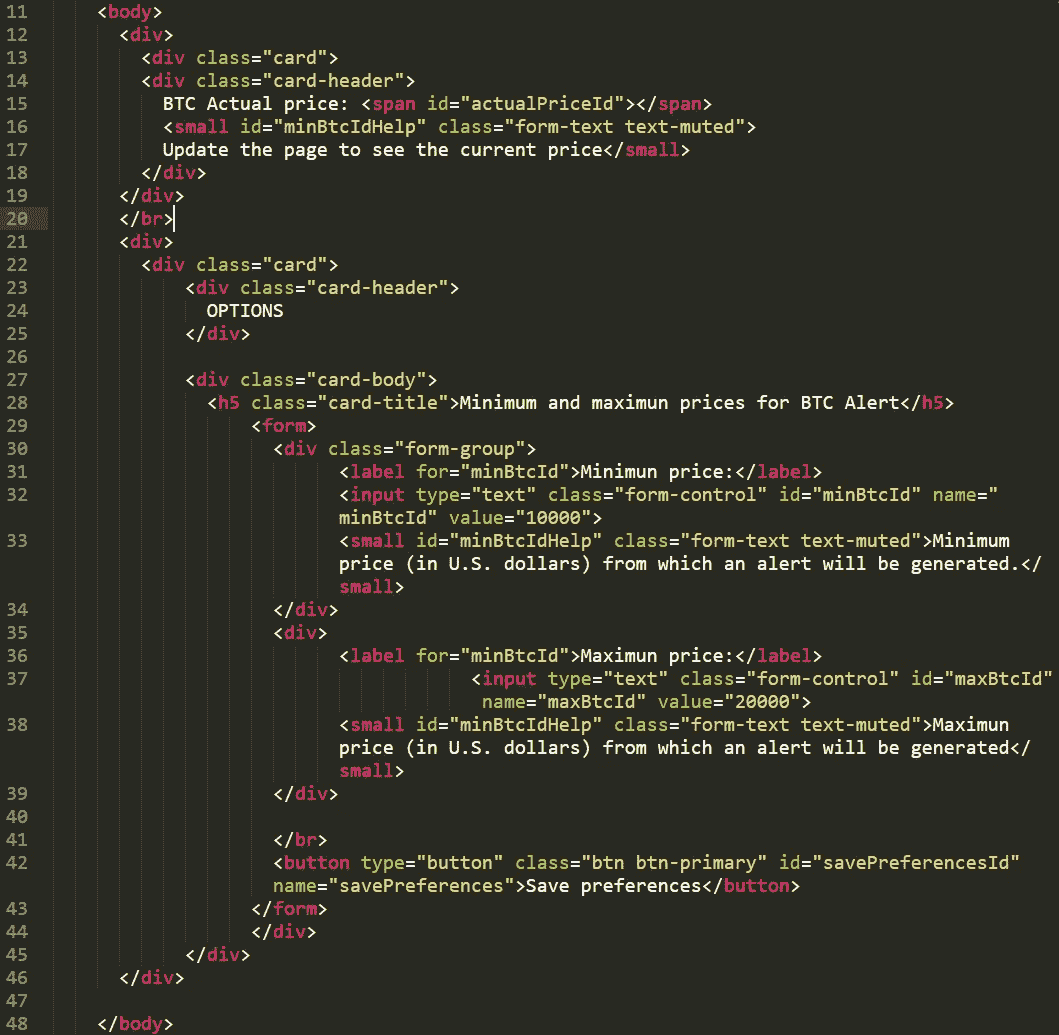 11 <body>
12 <div>
13 <div class="card">
14 <div class="card-header">
15 BTC Actual price: <span id="actualPriceId"></span>
16 <small id="minBtcIdHelp" class="form-text text-muted">
17 Update the page to see the current price</small>
18 </div>
19 </div>
20 </br>
21 <div>
22 <div class="card">
23 <div class="card-header">
24 OPTIONS
25 </div>
26
27 <div class="card-body">
28 <h5 class="card-title">Minimum and maximun prices for BTC Alert</h5>
29 <form>
30 <div class="form-group">
31 <label for="minBtcId">Minimun price:</label>
32 <input type="text" class="form-control" id="minBtcId" name="
minBtcId" value="10000">
33 <small id="minBtcIdHelp" class="form-text text-muted">Minimum
price (in U.S. dollars) from which an alert will be generated.</
small>
34 </div>
35 <div>
36 <label for="minBtcId">Maximun price:</label>
37 <input type="text" class="form-control" id="maxBtcId"
name="maxBtcId" value="20000">
38 <small id="minBtcIdHelp" class="form-text text-muted">Maximun
price (in U.S. dollars) from which an alert will be generated</
small>
39 </div>
40
41 </br>
42 <button type="button" class="btn btn-primary" id="savePreferencesId"
name="savePreferences">Save preferences</button>
43 </form>
44 </div>
45 </div>
46 </div>
47
48 </body>